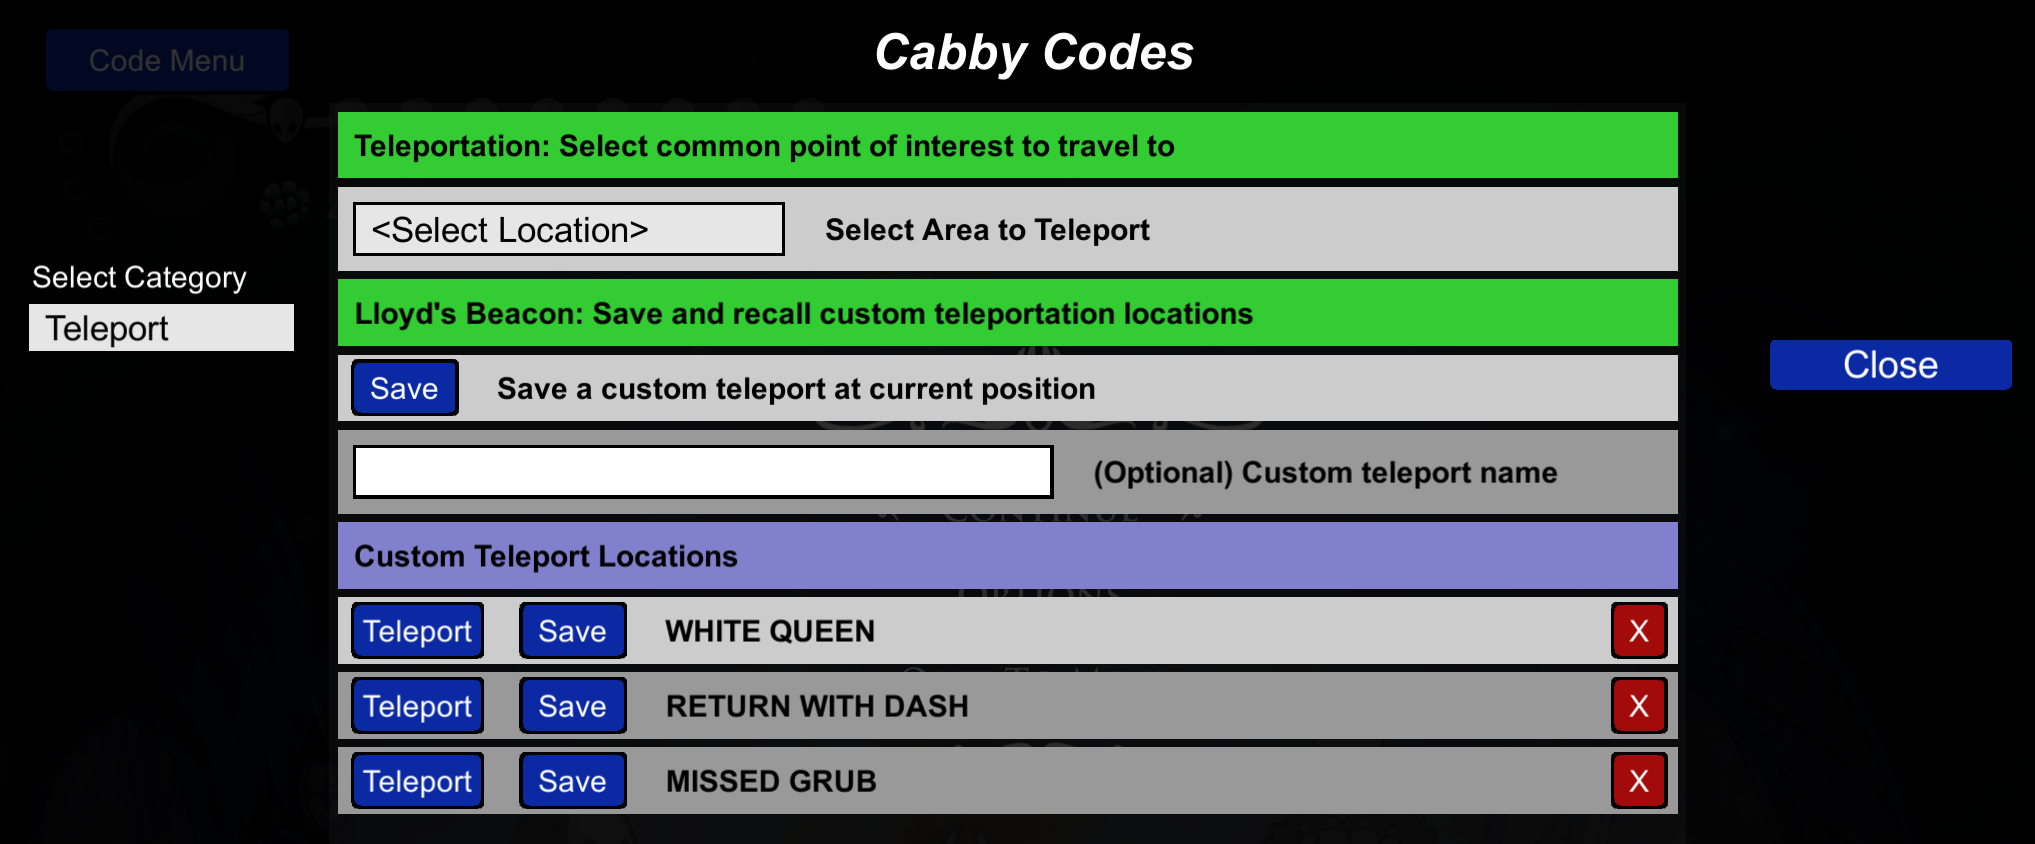 Code Menu
Cabby Codes
Teleportation: Select common point of interest to travel to
<Select Location>
Select Area to Teleport
Select Category
Teleport
Lloyd's Beacon: Save and recall custom teleportation locations
Close
Save
Save a custom teleport at current position
(Optional) Custom teleport name
CONTINUE
Custom Teleport Locations
OPTIONS
Teleport Save WHITE QUEEN X
Teleport Save RETURN WITH DASH X
Teleport Save MISSED GRUB X